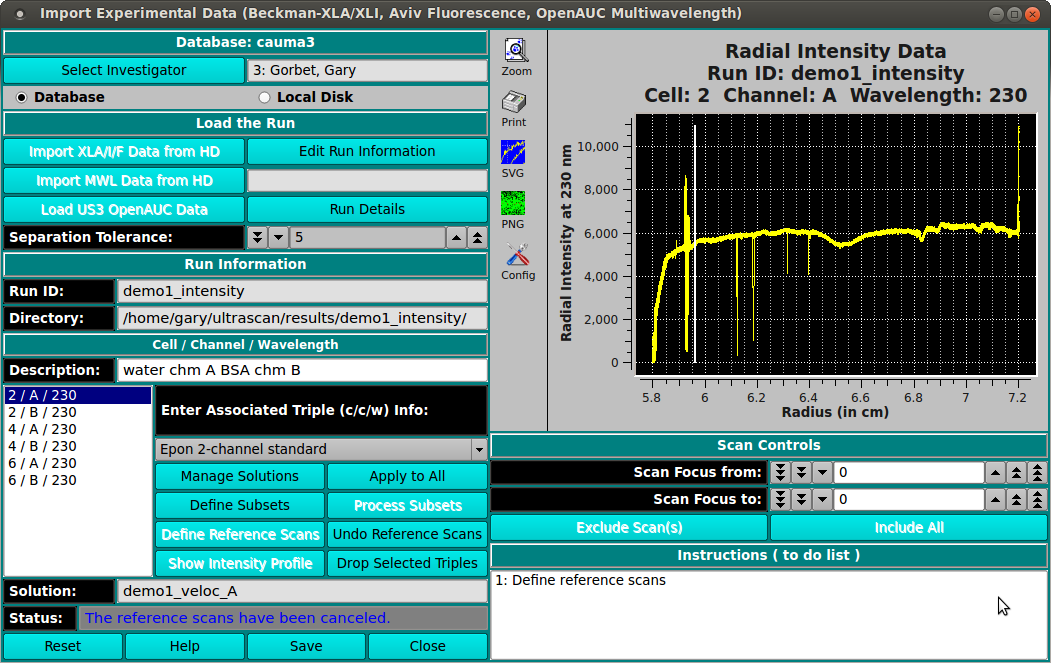 Import Experimental Data (Beckman-XLA/XLI, Aviv Fluorescence, OpenAUC Multiwavelength)
Database: cauma3
Select Investigator
3: Gorbet, Gary
Database
Local Disk
Load the Run
Import XLA/I/F Data from HD
Edit Run Information
Import MWL Data from HD
Load US3 OpenAUC Data
Run Details
Separation Tolerance:
5
Run Information
Run ID:
demo1_intensity
Directory:
/home/gary/ultrascan/results/demo1_intensity/
Cell / Channel / Wavelength
Description:
water chm A BSA chm B
2 / A / 230
2 / B / 230
4 / A / 230
4 / B / 230
6 / A / 230
6 / B / 230
Enter Associated Triple (c/c/w) Info:
Epon 2-channel standard
Manage Solutions
Apply to All
Define Subsets
Process Subsets
Define Reference Scans
Undo Reference Scans
Show Intensity Profile
Drop Selected Triples
Solution:
demo1_veloc_A
Status:
The reference scans have been canceled.
Reset
Help
Save
Close
Zoom
Print
SVG
PNG
Config
Radial Intensity Data
Run ID: demo1_intensity
Cell: 2 Channel: A Wavelength: 230
Radial Intensity at 230 nm
10,000
8,000
6,000
4,000
2,000
0
5.8
6
6.2
6.4
6.6
6.8
7
7.2
Radius (in cm)
Scan Controls
Scan Focus from:
0
Scan Focus to:
0
Exclude Scan(s)
Include All
Instructions ( to do list )
1: Define reference scans